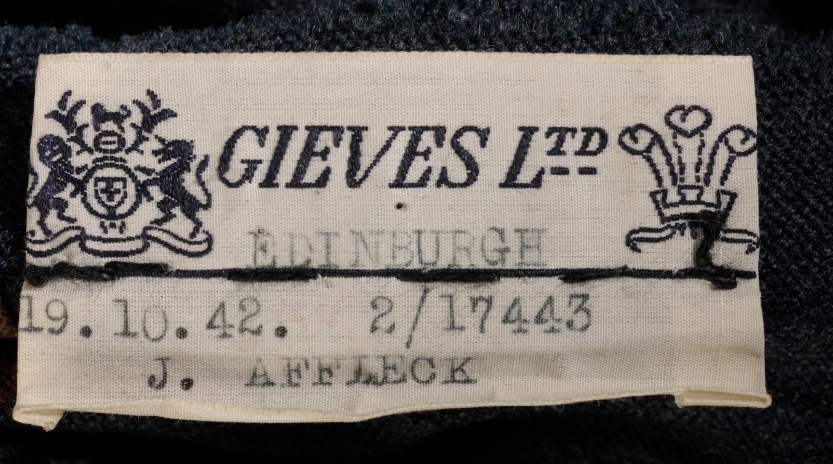 GIEVES LTD
EDINBURGH
19.10.42. 2/17443
J. AFFLECK